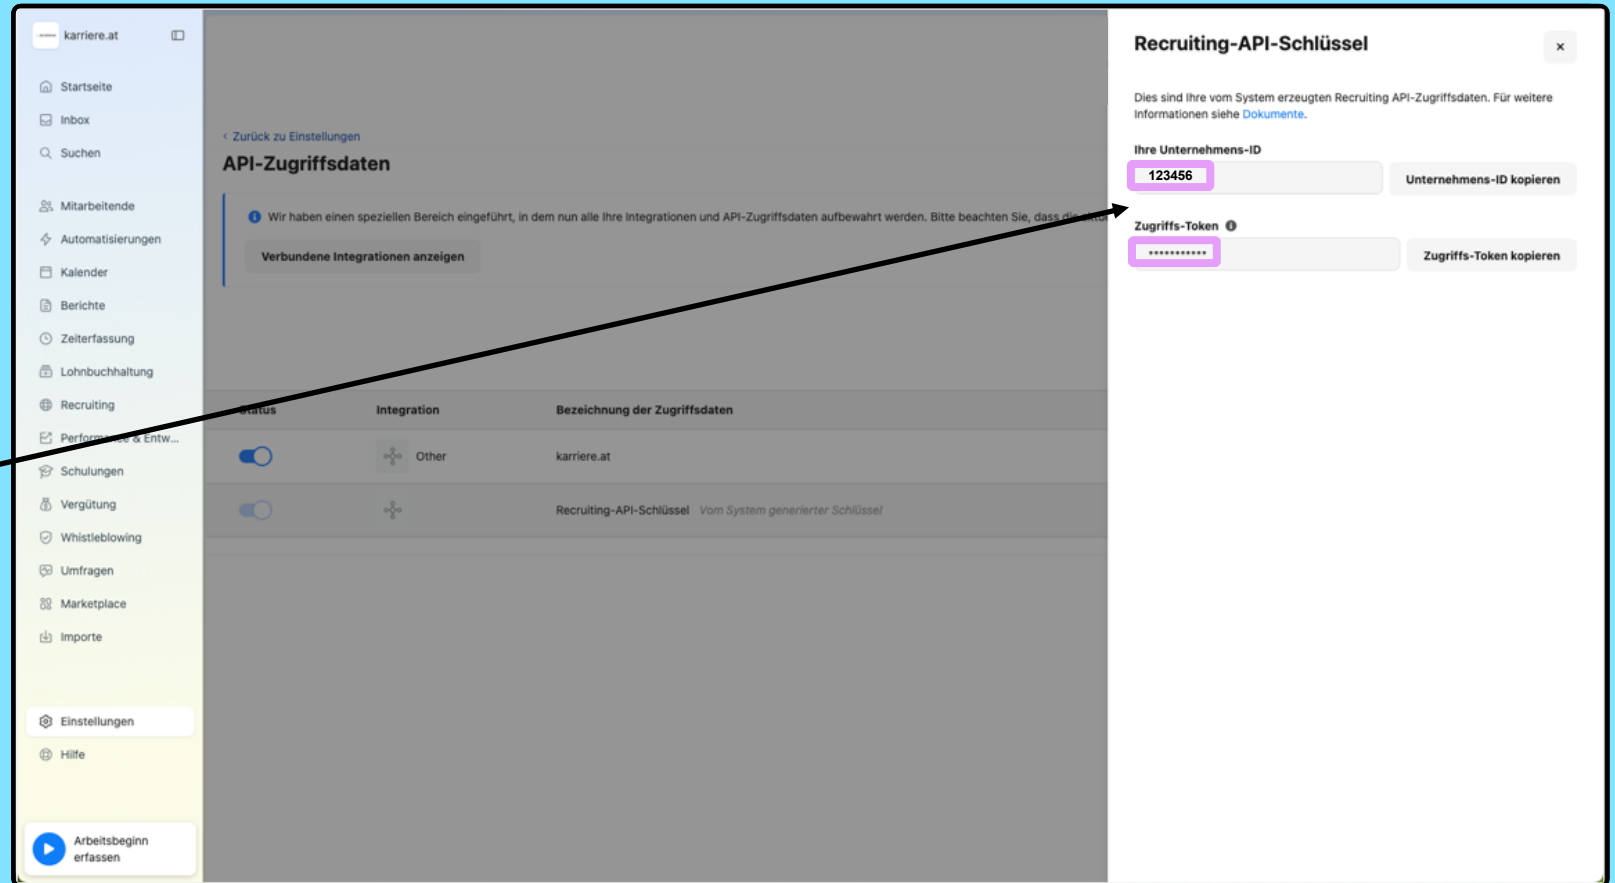 karriere.at
Startseite
Inbox
Suchen
Mitarbeitende
Automatisierungen
Kalender
Berichte
Zeiterfassung
Lohnbuchhaltung
Recruiting
Performance & Entw...
Schulungen
Vergütung
Whistleblowing
Umfragen
Marketplace
Importe
Einstellungen
Hilfe
Arbeitsbeginn
erfassen
< Zurück zu Einstellungen
API-Zugriffsdaten
Wir haben einen speziellen Bereich eingeführt, in dem nun alle Ihre Integrationen und API-Zugriffsdaten aufbewahrt werden. Bitte beachten Sie, dass die
Verbundene Integrationen anzeigen
Status Integration Bezeichnung der Zugriffsdaten
Other karriere.at
Recruiting-API-Schlüssel Vom System generierter Schlüssel
Recruiting-API-Schlüssel
Dies sind Ihre vom System erzeugten Recruiting API-Zugriffsdaten. Für weitere
Informationen siehe Dokumente.
Ihre Unternehmens-ID
123456 Unternehmens-ID kopieren
Zugriffs-Token
*********** Zugriffs-Token kopieren